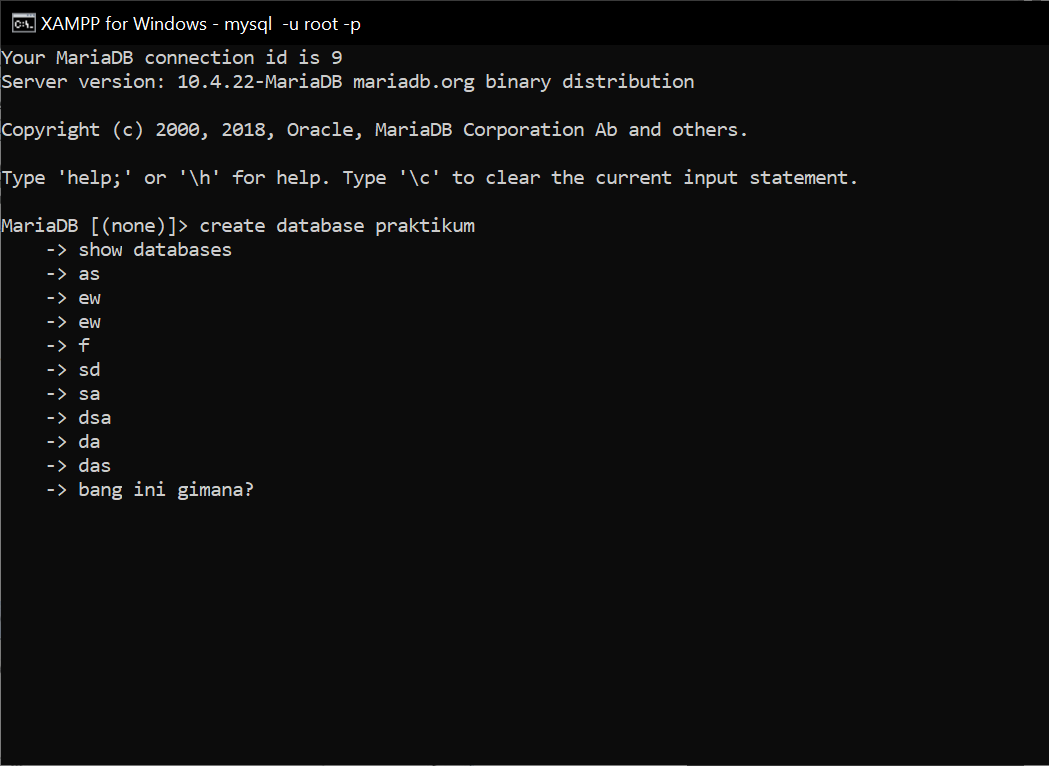 XAMPP for Windows - mysql  -u root -p
Your MariaDB connection id is 9
Server version: 10.4.22-MariaDB mariadb.org binary distribution
Copyright (c) 2000, 2018, Oracle, MariaDB Corporation Ab and others.
Type 'help;' or '\h' for help. Type '\c' to clear the current input statement.
MariaDB [(none)]> create database praktikum
    -> show databases
    -> as
    -> ew
    -> ew
    -> f
    -> sd
    -> sa
    -> dsa
    -> da
    -> das
    -> bang ini gimana?